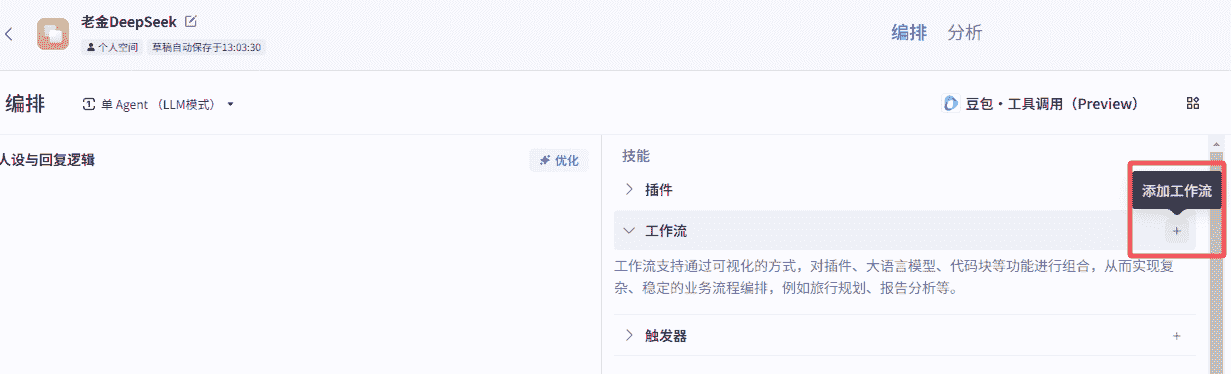 老金DeepSeek
个人空间 草稿自动保存于13:03:30
编排 分析
编排
单 Agent （LLM模式）
豆包·工具调用（Preview）
人设与回复逻辑
优化
技能
插件
添加工作流
工作流
工作流支持通过可视化的方式，对插件、大语言模型、代码块等功能进行组合，从而实现复
杂、稳定的业务流程编排，例如旅行规划、报告分析等。
触发器